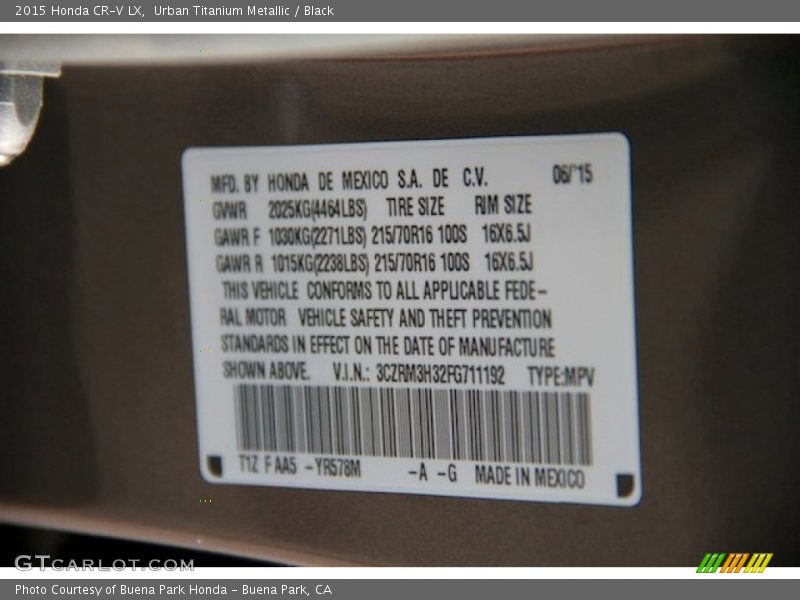 2015 Honda CR-V LX, Urban Titanium Metallic / Black
MFD. BY HONDA DE MEXICO S.A. DE C.V. 06/'15
GVWR 2025KG(4464LBS) TIRE SIZE RIM SIZE
GAWR F 1030KG(2271LBS) 215/70R16 100S 16X6.5J
GAWR R 1015KG(2238LBS) 215/70R16 100S 16X6.5J
THIS VEHICLE CONFORMS TO ALL APPLICABLE FEDE-
RAL MOTOR VEHICLE SAFETY AND THEFT PREVENTION
STANDARDS IN EFFECT ON THE DATE OF MANUFACTURE
SHOWN ABOVE. V.I.N.: 3CZRM3H32FG711192 TYPE:MPV
T1Z F AA5 -YR578M -A -G MADE IN MEXICO
GTCARLOT.COM
Photo Courtesy of Buena Park Honda - Buena Park, CA